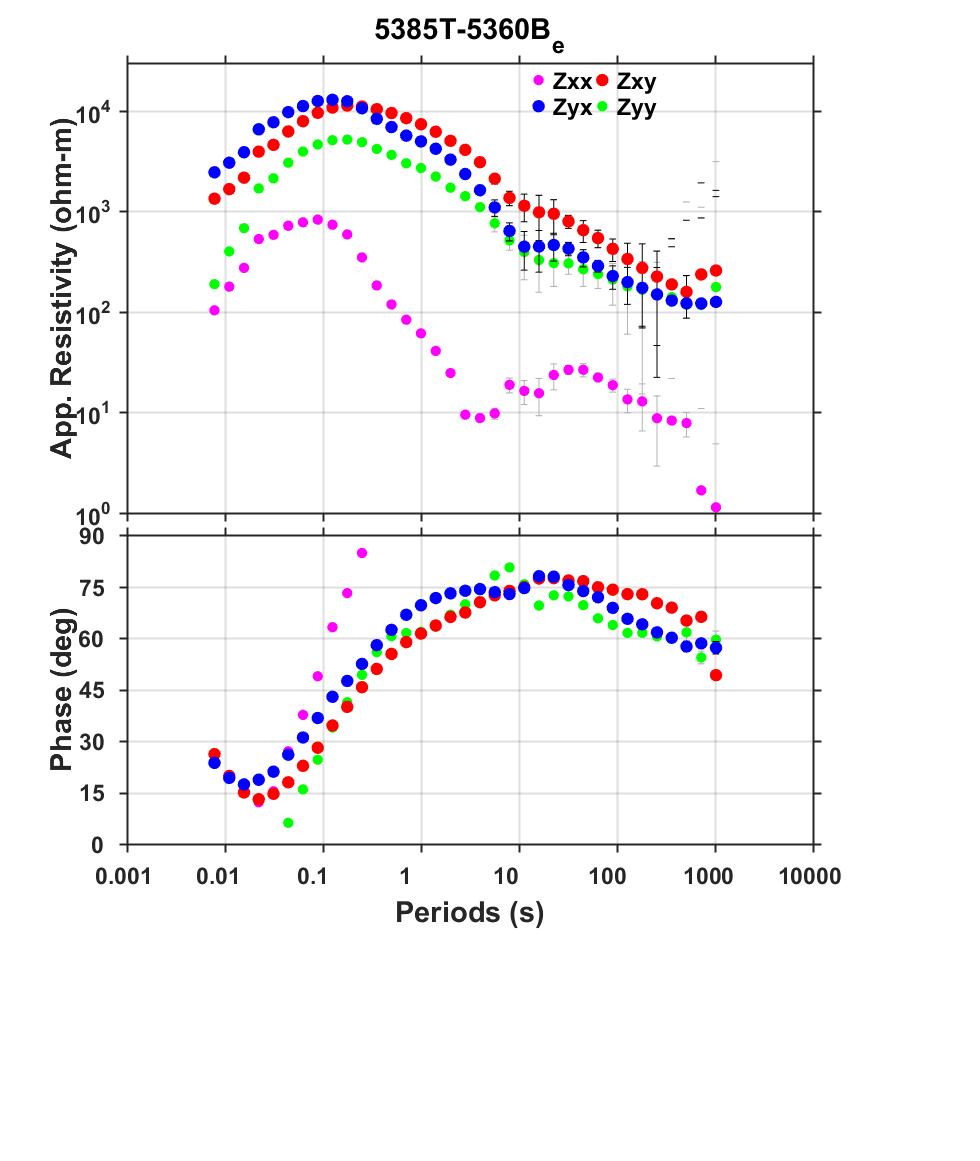 5385T-5360Be
Zxx Zxy
Zyx Zyy
App. Resistivity (ohm-m)
10^4
10^3
10^2
10^1
10^0
Phase (deg)
90
75
60
45
30
15
0
0.001 0.01 0.1 1 10 100 1000 10000
Periods (s)